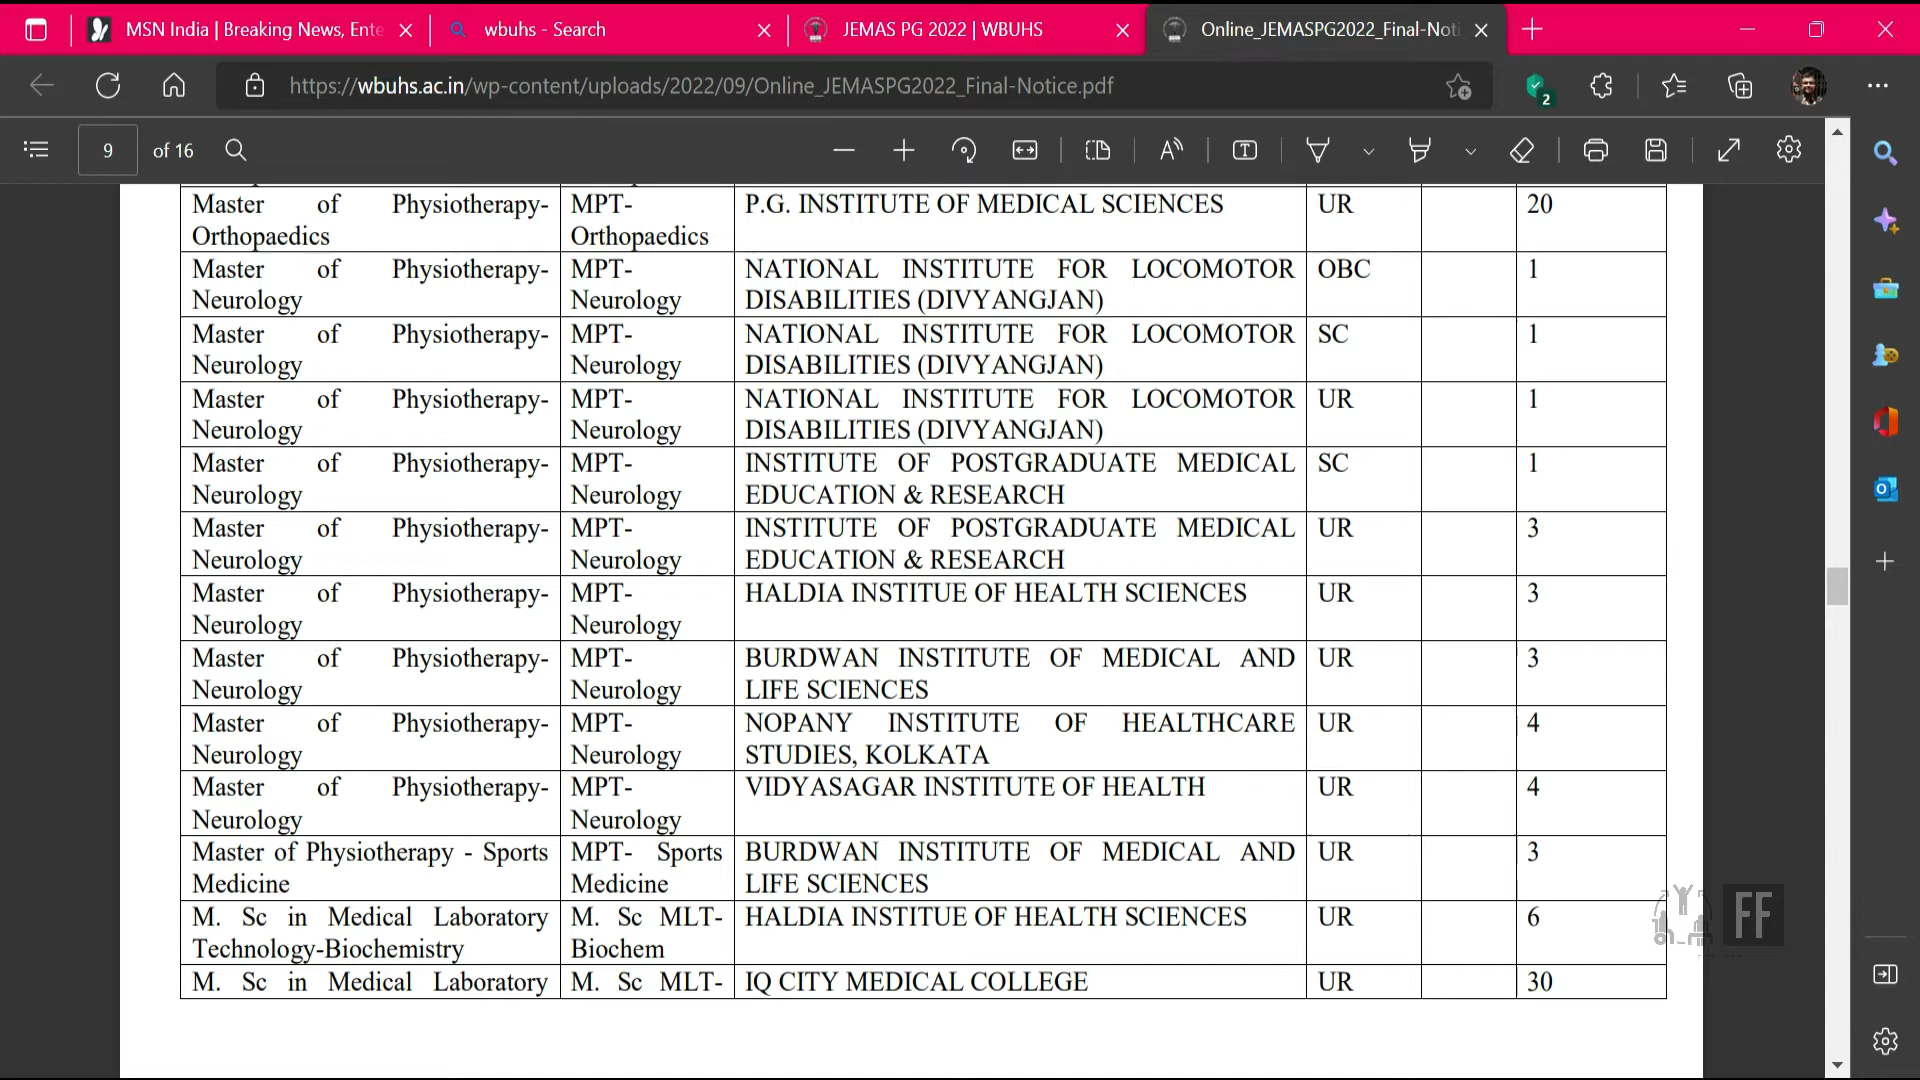 MSN India | Breaking News, Ente
wbuhs - Search
JEMAS PG 2022 | WBUHS
Online_JEMASPG2022_Final-Noti
https://wbuhs.ac.in/wp-content/uploads/2022/09/Online_JEMASPG2022_Final-Notice.pdf
2
9 of 16
Master of Physiotherapy- MPT- P.G. INSTITUTE OF MEDICAL SCIENCES UR 20
Orthopaedics Orthopaedics
Master of Physiotherapy- MPT- NATIONAL INSTITUTE FOR LOCOMOTOR OBC 1
Neurology Neurology DISABILITIES (DIVYANGJAN)
Master of Physiotherapy- MPT- NATIONAL INSTITUTE FOR LOCOMOTOR SC 1
Neurology Neurology DISABILITIES (DIVYANGJAN)
Master of Physiotherapy- MPT- NATIONAL INSTITUTE FOR LOCOMOTOR UR 1
Neurology Neurology DISABILITIES (DIVYANGJAN)
Master of Physiotherapy- MPT- INSTITUTE OF POSTGRADUATE MEDICAL SC 1
Neurology Neurology EDUCATION & RESEARCH
Master of Physiotherapy- MPT- INSTITUTE OF POSTGRADUATE MEDICAL UR 3
Neurology Neurology EDUCATION & RESEARCH
Master of Physiotherapy- MPT- HALDIA INSTITUE OF HEALTH SCIENCES UR 3
Neurology Neurology
Master of Physiotherapy- MPT- BURDWAN INSTITUTE OF MEDICAL AND UR 3
Neurology Neurology LIFE SCIENCES
Master of Physiotherapy- MPT- NOPANY INSTITUTE OF HEALTHCARE UR 4
Neurology Neurology STUDIES, KOLKATA
Master of Physiotherapy- MPT- VIDYASAGAR INSTITUTE OF HEALTH UR 4
Neurology Neurology
Master of Physiotherapy - Sports MPT- Sports BURDWAN INSTITUTE OF MEDICAL AND UR 3
Medicine Medicine LIFE SCIENCES
M. Sc in Medical Laboratory M. Sc MLT- HALDIA INSTITUE OF HEALTH SCIENCES UR 6
Technology-Biochemistry Biochem
M. Sc in Medical Laboratory M. Sc MLT- IQ CITY MEDICAL COLLEGE UR 30
FF